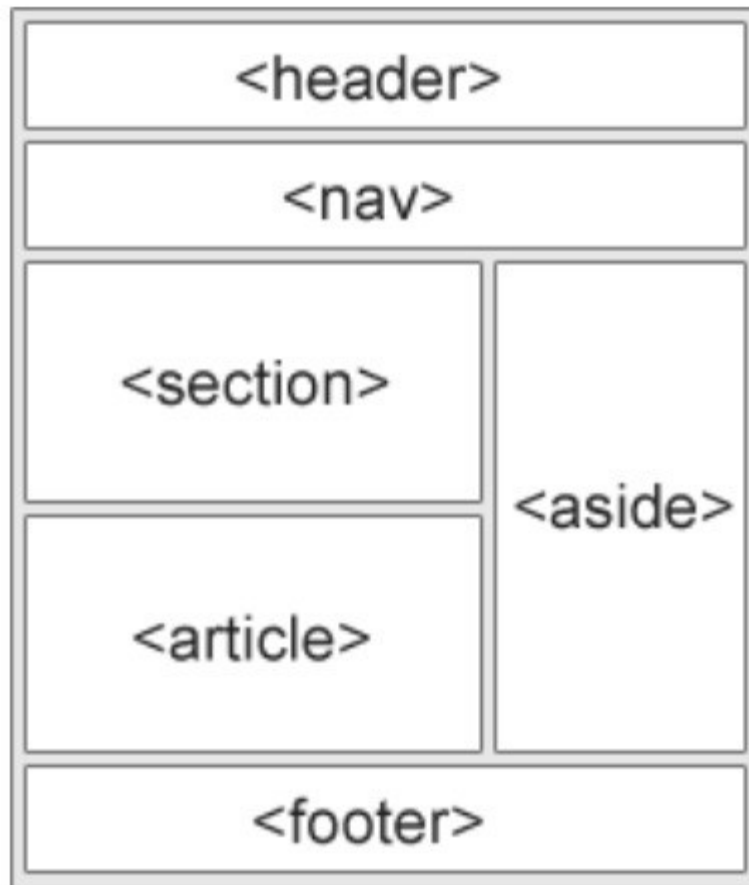 <header>
<nav>
<section>
<aside>
<article>
<footer>